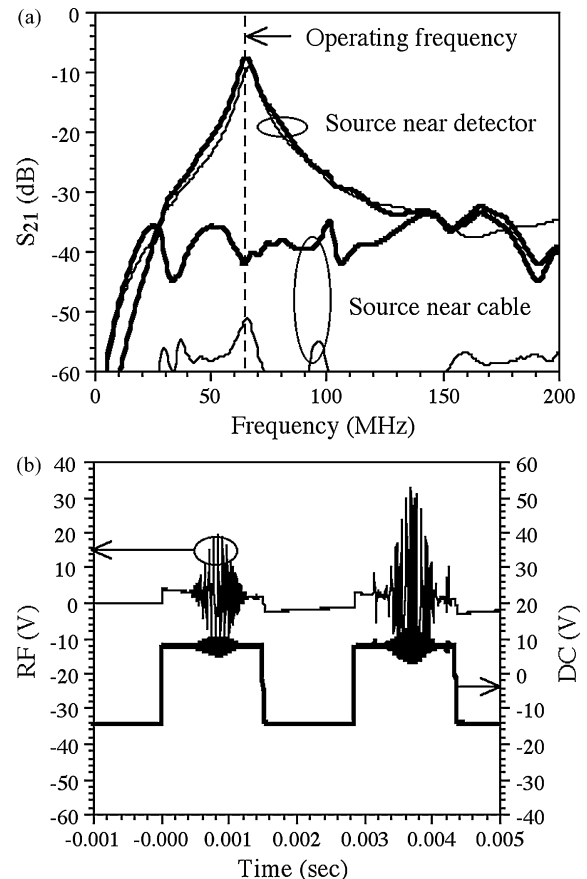 (a)
0
-10
-20
-30
-40
-50
-60
S21 (dB)
Operating frequency
Source near detector
Source near cable
0 50 100 150 200
Frequency (MHz)
(b)
40
30
20
10
0
-10
-20
-30
-40
-50
-60
RF (V)
60
50
40
30
20
10
0
-10
-20
-30
-40
DC (V)
-0.001 -0.000 0.001 0.002 0.003 0.004 0.005
Time (sec)